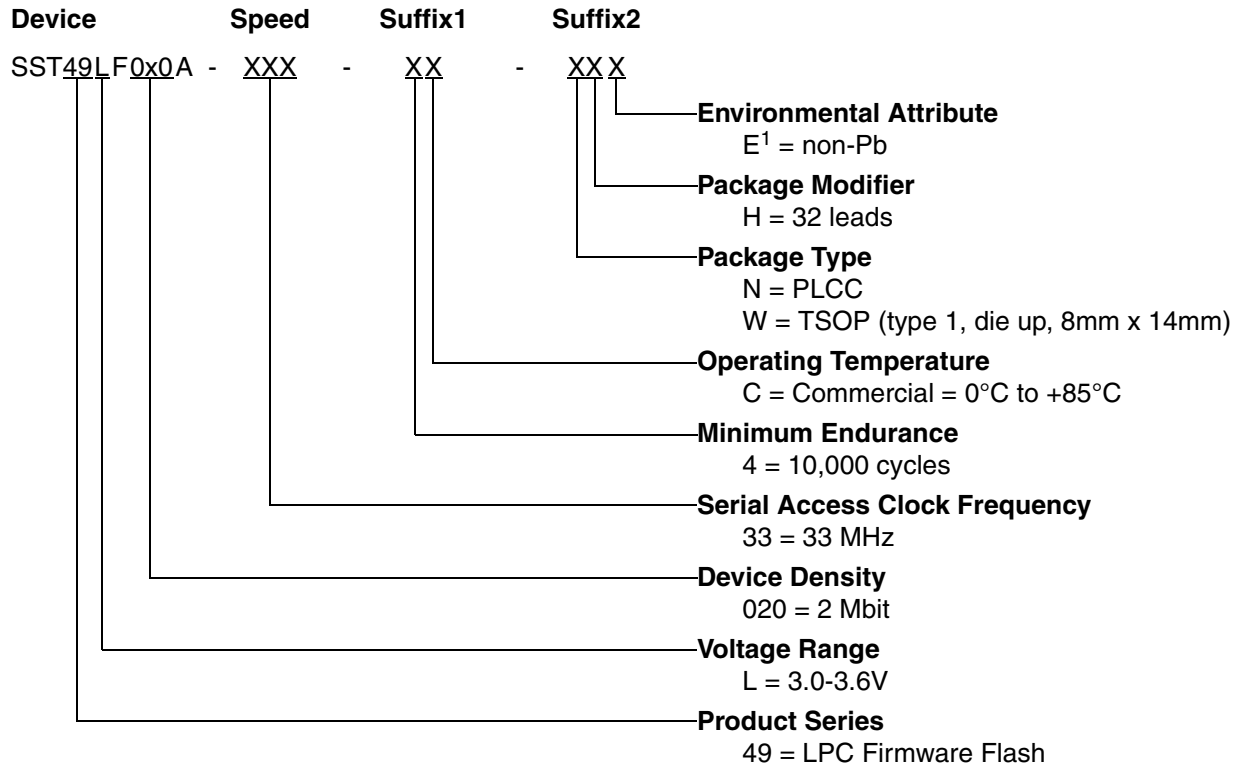 Device Speed Suffix1 Suffix2
SST49LF0x0A - XXX - XX - XX X
Environmental Attribute
E1 = non-Pb
Package Modifier
H = 32 leads
Package Type
N = PLCC
W = TSOP (type 1, die up, 8mm x 14mm)
Operating Temperature
C = Commercial = 0°C to +85°C
Minimum Endurance
4 = 10,000 cycles
Serial Access Clock Frequency
33 = 33 MHz
Device Density
020 = 2 Mbit
Voltage Range
L = 3.0-3.6V
Product Series
49 = LPC Firmware Flash